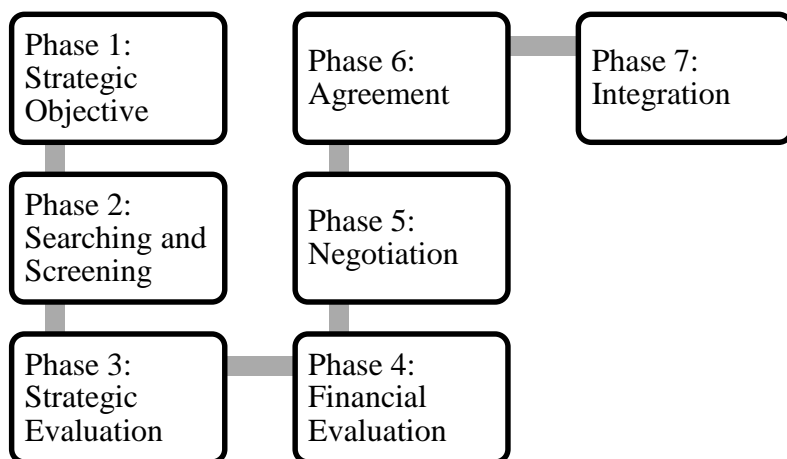 Phase 1:
Strategic
Objective
Phase 2:
Searching and
Screening
Phase 3:
Strategic
Evaluation
Phase 4:
Financial
Evaluation
Phase 5:
Negotiation
Phase 6:
Agreement
Phase 7:
Integration